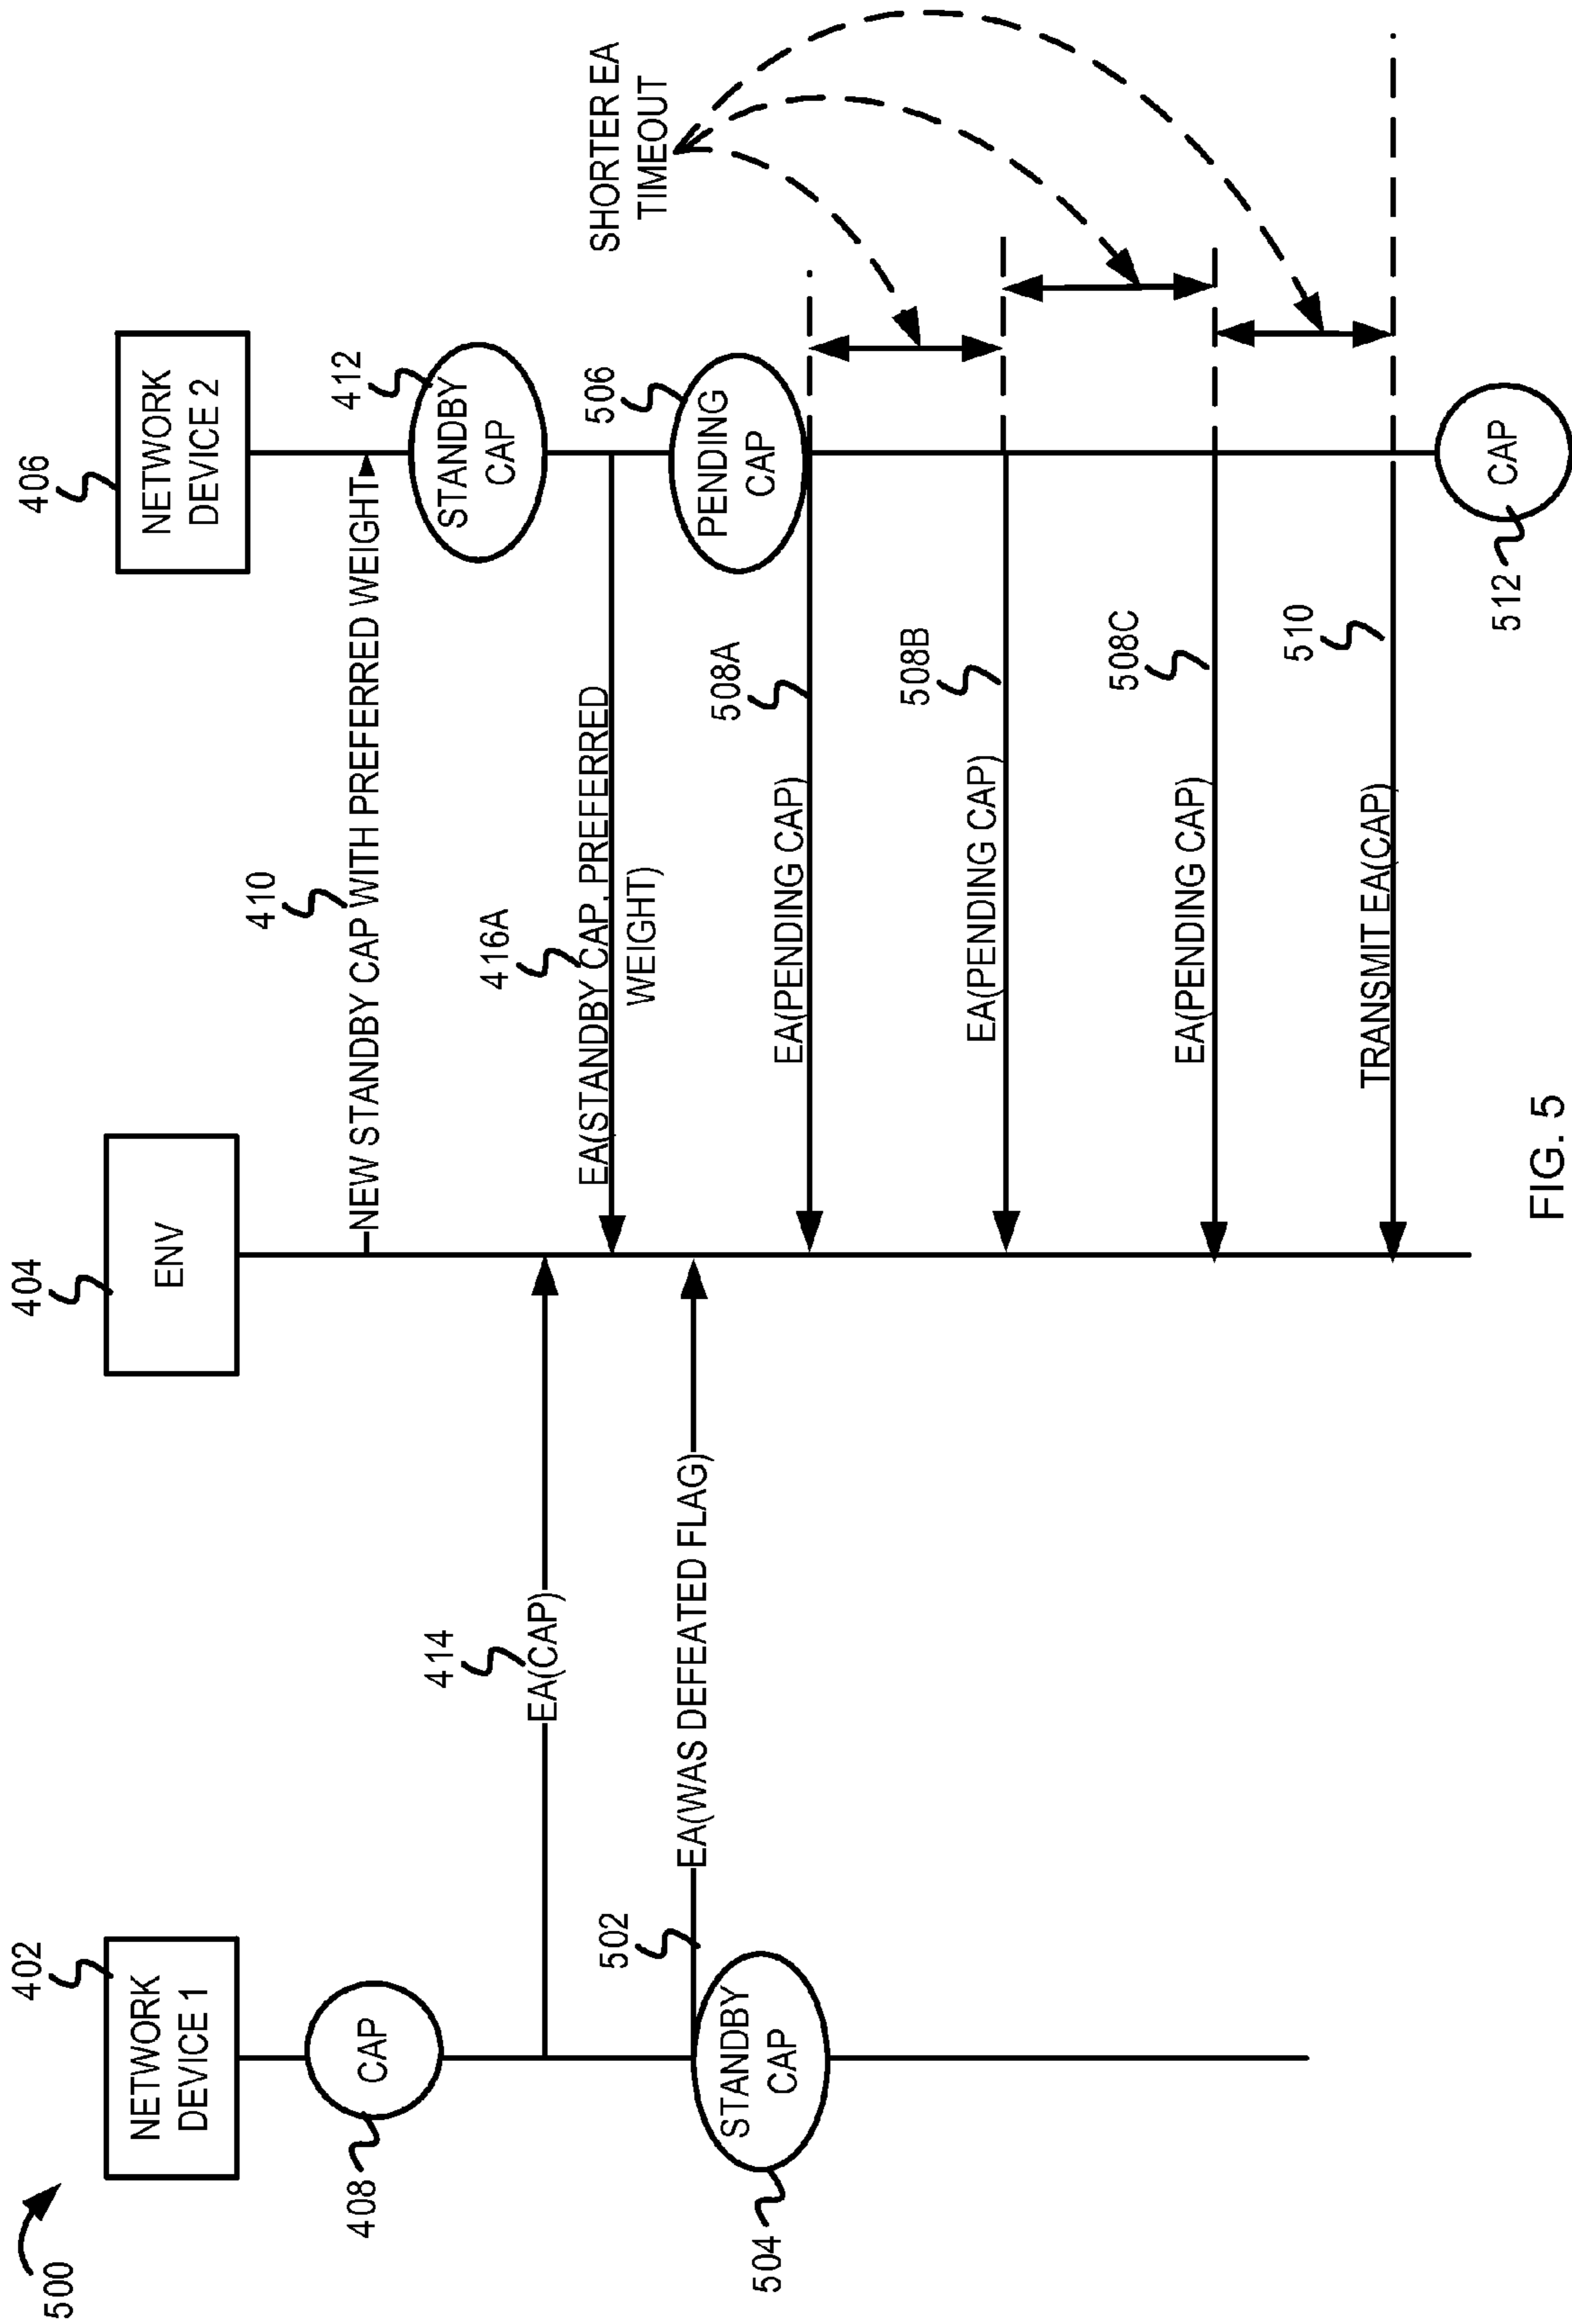 500
402
NETWORK
DEVICE 1
404
ENV
406
NETWORK
DEVICE 2
408
CAP
410
NEW STANDBY CAP WITH PREFERRED WEIGHT
412
STANDBY
CAP
414
EA(CAP)
416A
EA(STANDBY CAP, PREFERRED
WEIGHT)
502
EA(WAS DEFEATED FLAG)
504
STANDBY
CAP
506
PENDING
CAP
SHORTER EA
TIMEOUT
508A
EA(PENDING CAP)
508B
EA(PENDING CAP)
508C
EA(PENDING CAP)
510
TRANSMIT EA(CAP)
512
CAP
FIG. 5